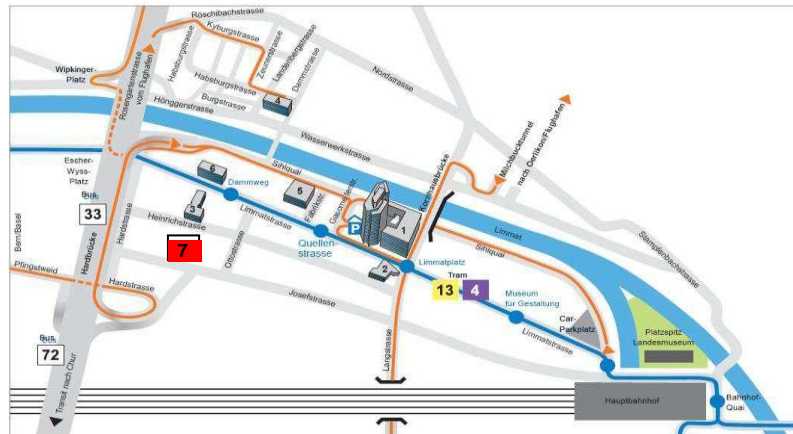 Röschibachstrasse
Kyburgstrasse
Wipkinger-
Platz
Rosengartenstrasse
vom Flughafen
Habsburgstrasse
Zeunerstrasse
Landenbergstrasse
Dammstrasse
Nordstrasse
Habsburgstrasse
4
Burgstrasse
Hönggerstrasse
Wasserwerkstrasse
Milchbucktunnel
nach Oerlikon/Flughafen
Kornhausbrücke
Escher-
Wyss-
Platz
Sihlquai
6
Dammweg
5
3
Fabrikstr.
Gasometerstr.
1
P
Bus
33
Hardstrasse
Heinrichstrasse
Limmatstrasse
Quellen-
strasse
Limmat
Sihlquai
Stampfenbachstrasse
Bern/Basel
Hardbrücke
7
Ottostrasse
2
Limmatplatz
Tram
13
4
Pfingstweid
Hardstrasse
Josefstrasse
Museum
für Gestaltung
Car-
Parkplatz
Platzspitz
Landesmuseum
Limmatstrasse
Langstrasse
Bus
72
Transit nach Chur
Hauptbahnhof
Bahnhof-
Quai